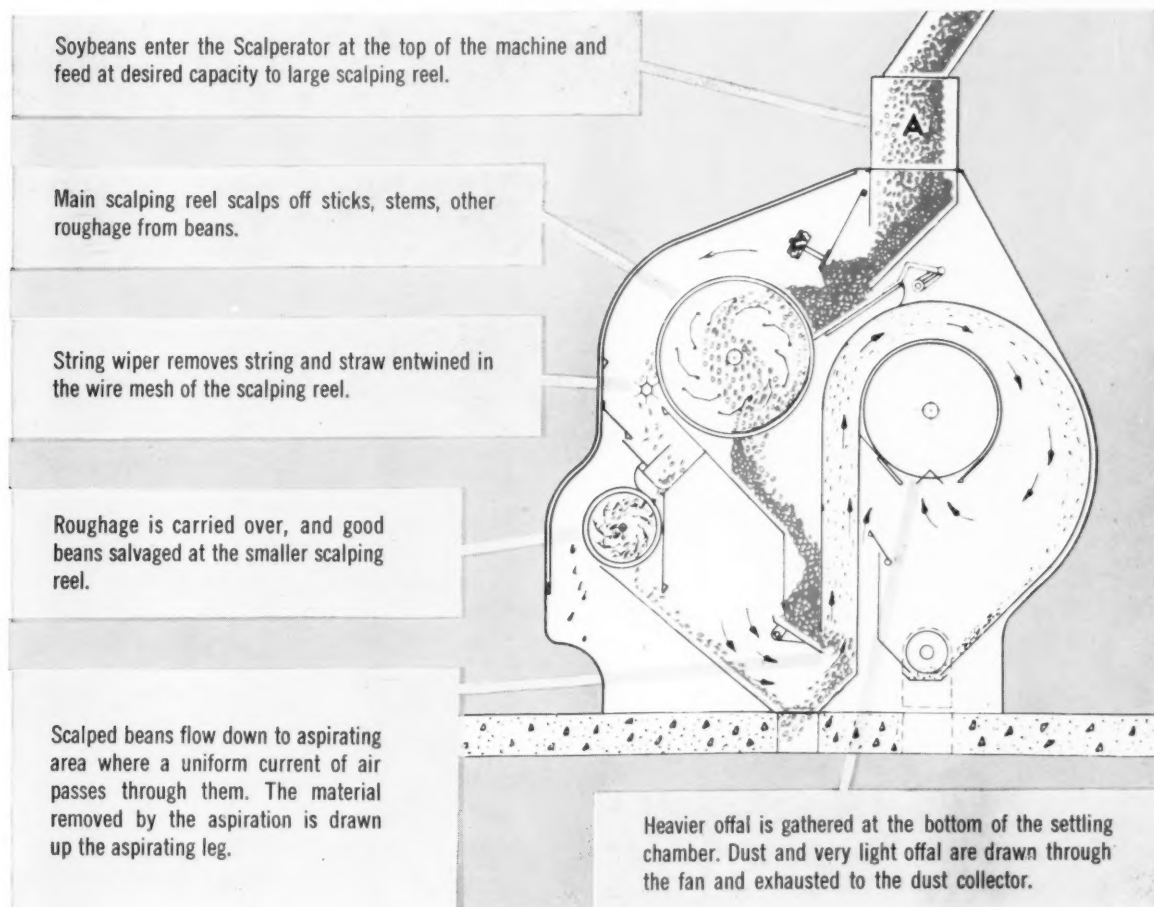 Soybeans enter the Scalperator at the top of the machine and
feed at desired capacity to large scalping reel.
A
Main scalping reel scalps off sticks, stems, other
roughage from beans.
String wiper removes string and straw entwined in
the wire mesh of the scalping reel.
Roughage is carried over, and good
beans salvaged at the smaller scalping
reel.
Scalped beans flow down to aspirating
area where a uniform current of air
passes through them. The material
removed by the aspiration is drawn
up the aspirating leg.
Heavier offal is gathered at the bottom of the settling
chamber. Dust and very light offal are drawn through
the fan and exhausted to the dust collector.